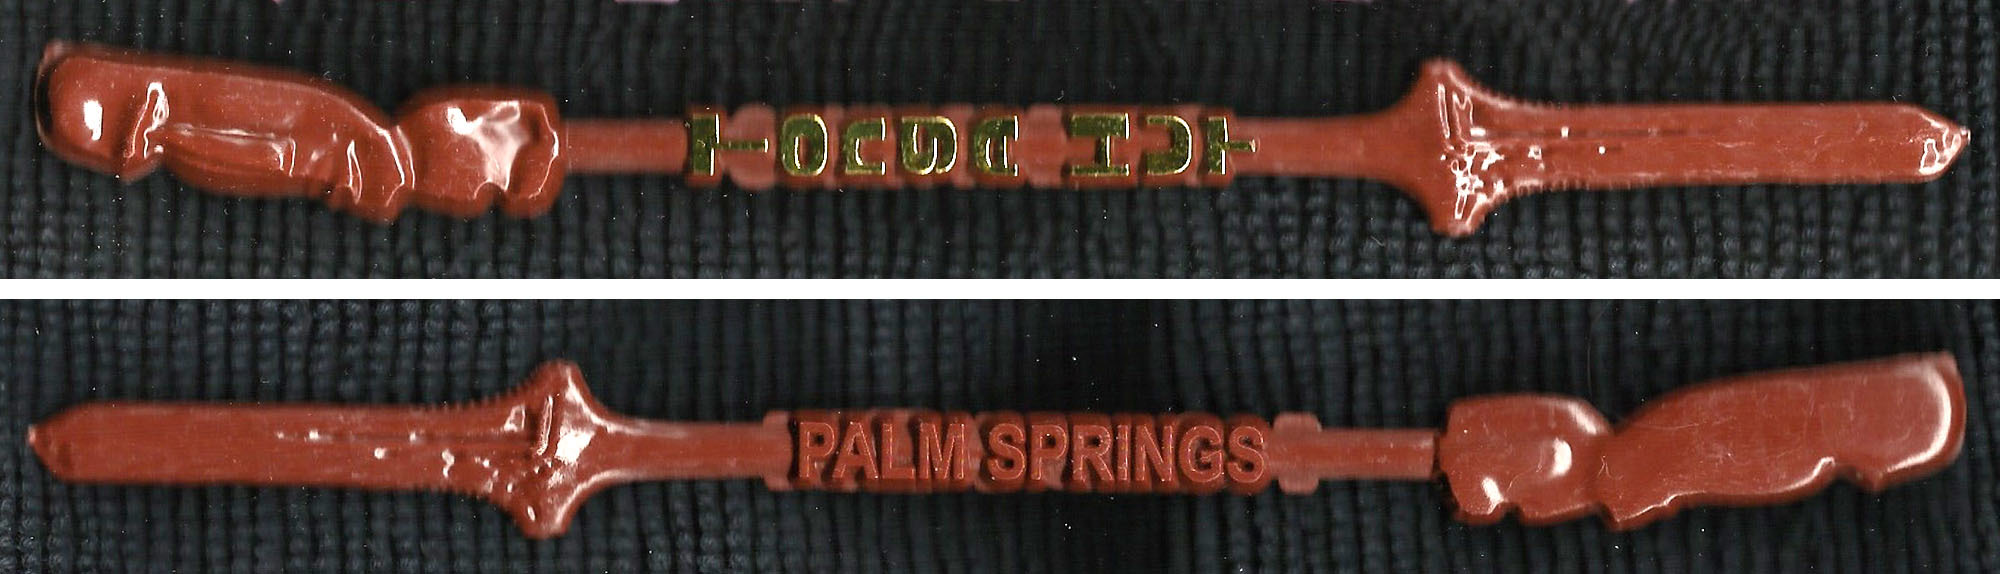 TONGA HUT
PALM SPRINGS